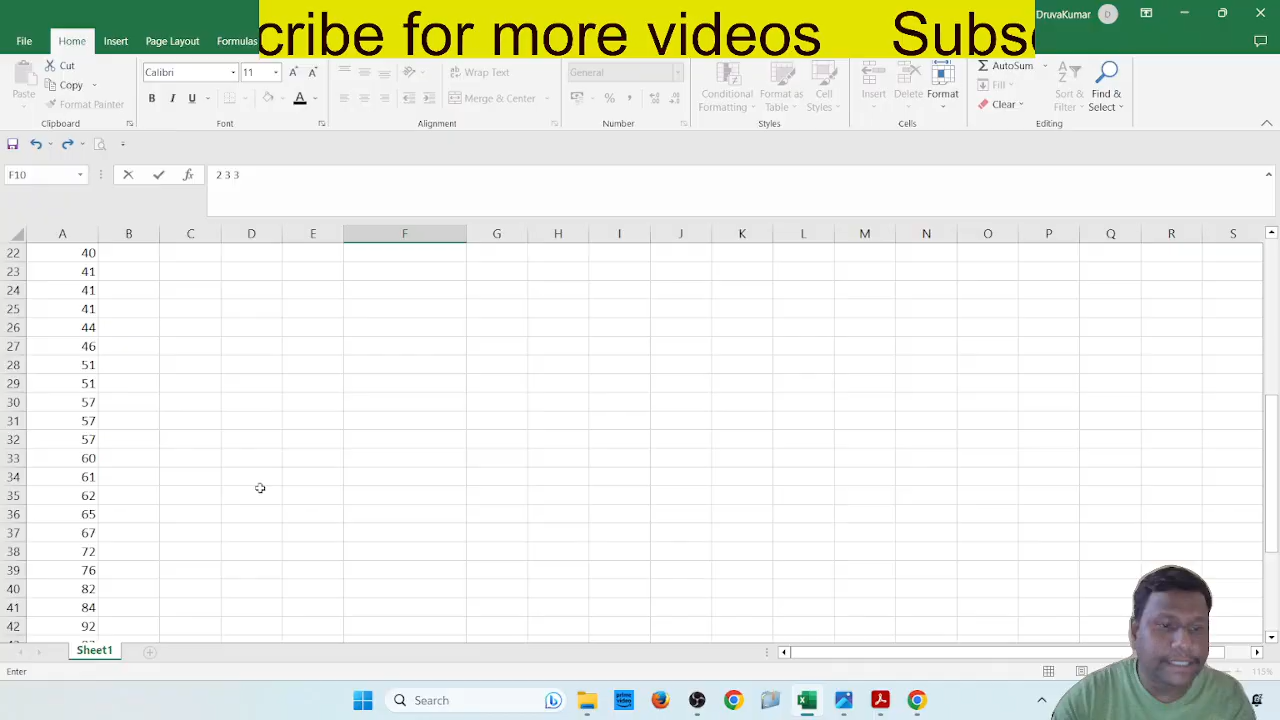 cribe for more videos Subs
DruvaKumar D
File Home Insert Page Layout Formulas
Cut
Copy
Format Painter
Paste
Clipboard
Calibri 11
B I U
Font
Wrap Text
Merge & Center
Alignment
General
Number
Conditional Formatting
Format as Table
Cell Styles
Styles
Insert Delete Format
Cells
AutoSum
Fill
Clear
Sort & Filter
Find & Select
Editing
F10 fx 2 3 3
A B C D E F G H I J K L M N O P Q R S
22 40
23 41
24 41
25 41
26 44
27 46
28 51
29 51
30 57
31 57
32 57
33 60
34 61
35 62
36 65
37 67
38 72
39 76
40 82
41 84
42 92
Sheet1
Enter 115%
Search
prime video